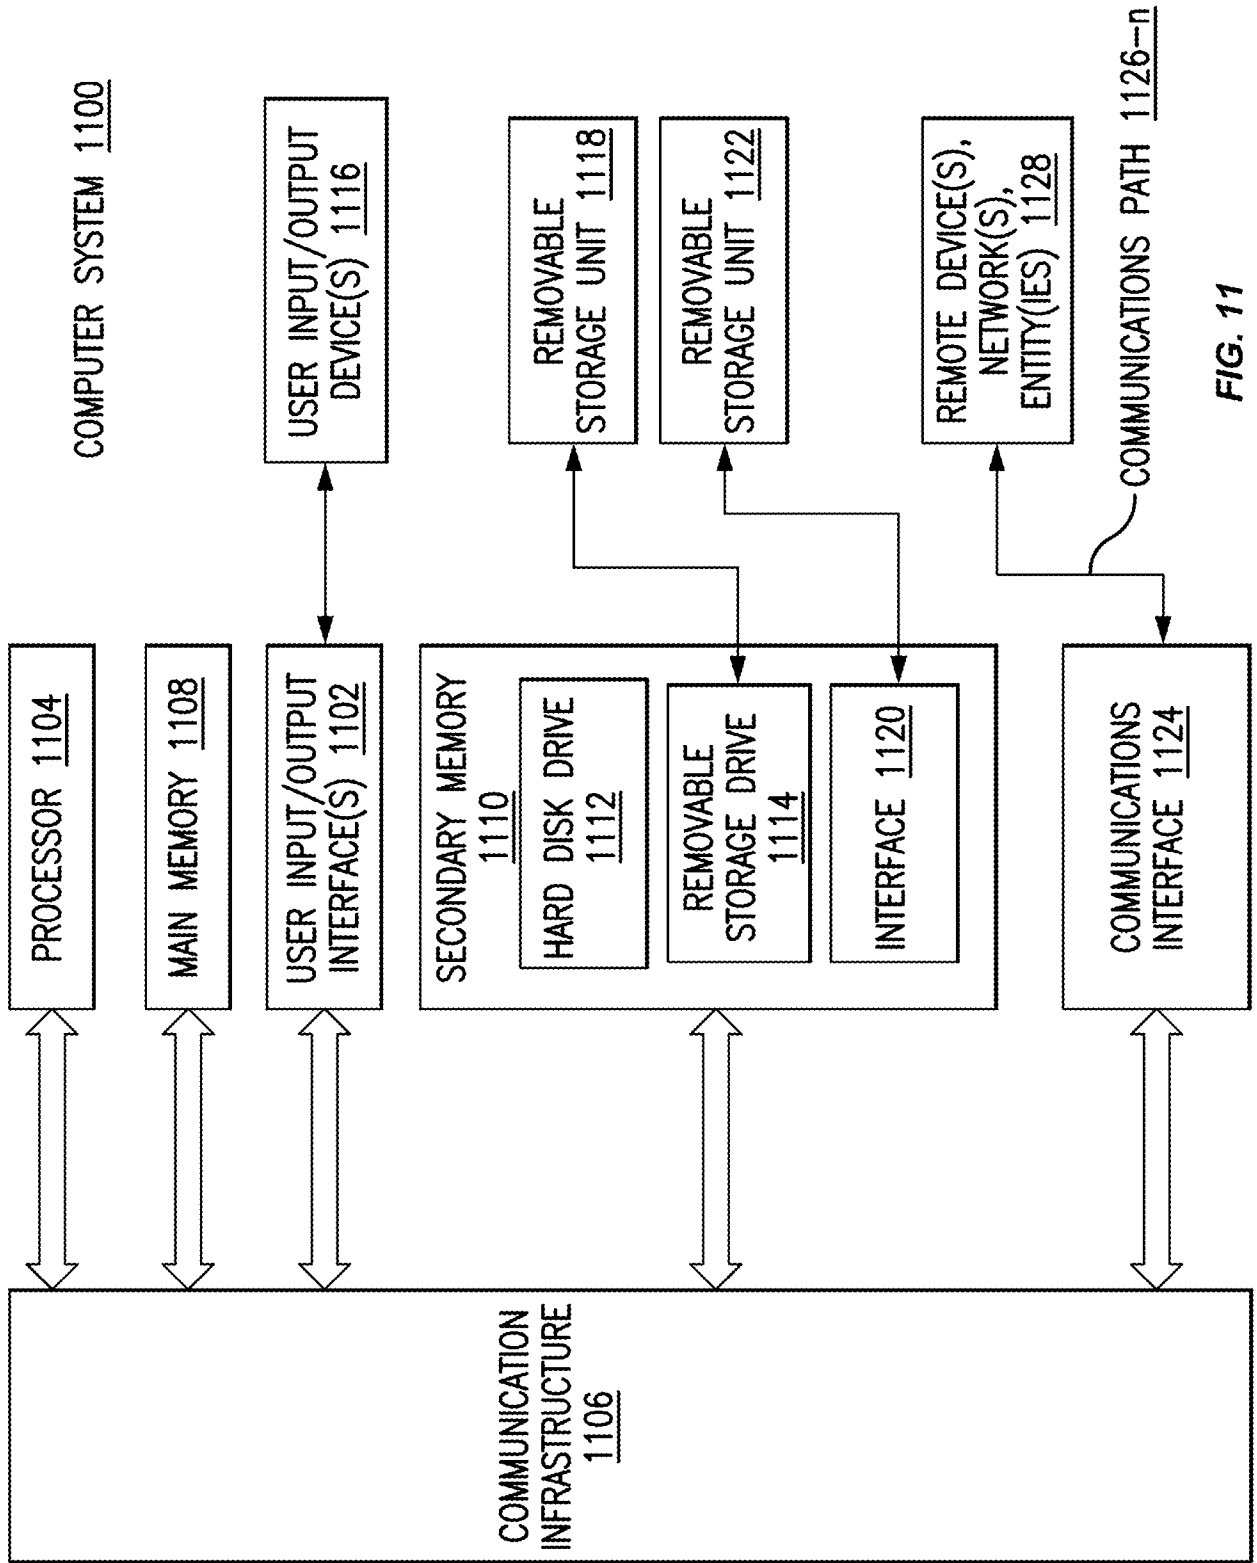 COMPUTER SYSTEM 1100
PROCESSOR 1104
MAIN MEMORY 1108
USER INPUT/OUTPUT
INTERFACE(S) 1102
USER INPUT/OUTPUT
DEVICE(S) 1116
COMMUNICATION
INFRASTRUCTURE
1106
SECONDARY MEMORY
1110
HARD DISK DRIVE
1112
REMOVABLE
STORAGE DRIVE
1114
INTERFACE 1120
REMOVABLE
STORAGE UNIT 1118
REMOVABLE
STORAGE UNIT 1122
COMMUNICATIONS
INTERFACE 1124
REMOTE DEVICE(S),
NETWORK(S),
ENTITY(IES) 1128
COMMUNICATIONS PATH 1126-n
FIG. 11